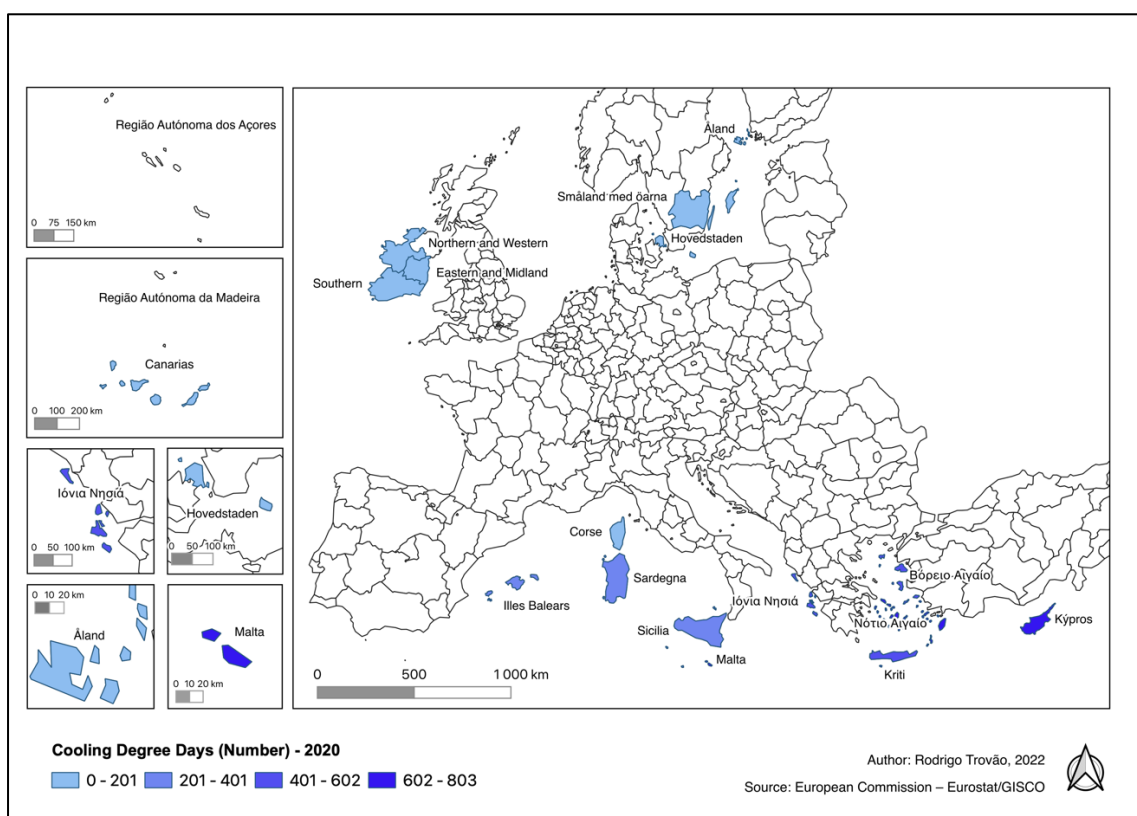 Região Autónoma dos Açores
0 75 150 km
Região Autónoma da Madeira
Canarias
0 100 200 km
Ιόνια Νησιά
0 50 100 km
Hovedstaden
0 50 100 km
0 10 20 km
Åland
Malta
0 10 20 km
Åland
Småland med öarna
Hovedstaden
Northern and Western
Eastern and Midland
Southern
Corse
Sardegna
Illes Balears
Sicilia
Malta
Ιόνια Νησιά
Βόρειο Αιγαίο
Νότιο Αιγαίο
Kýpros
Kriti
0 500 1 000 km
Cooling Degree Days (Number) - 2020
0 - 201 201 - 401 401 - 602 602 - 803
Author: Rodrigo Trovão, 2022
Source: European Commission – Eurostat/GISCO